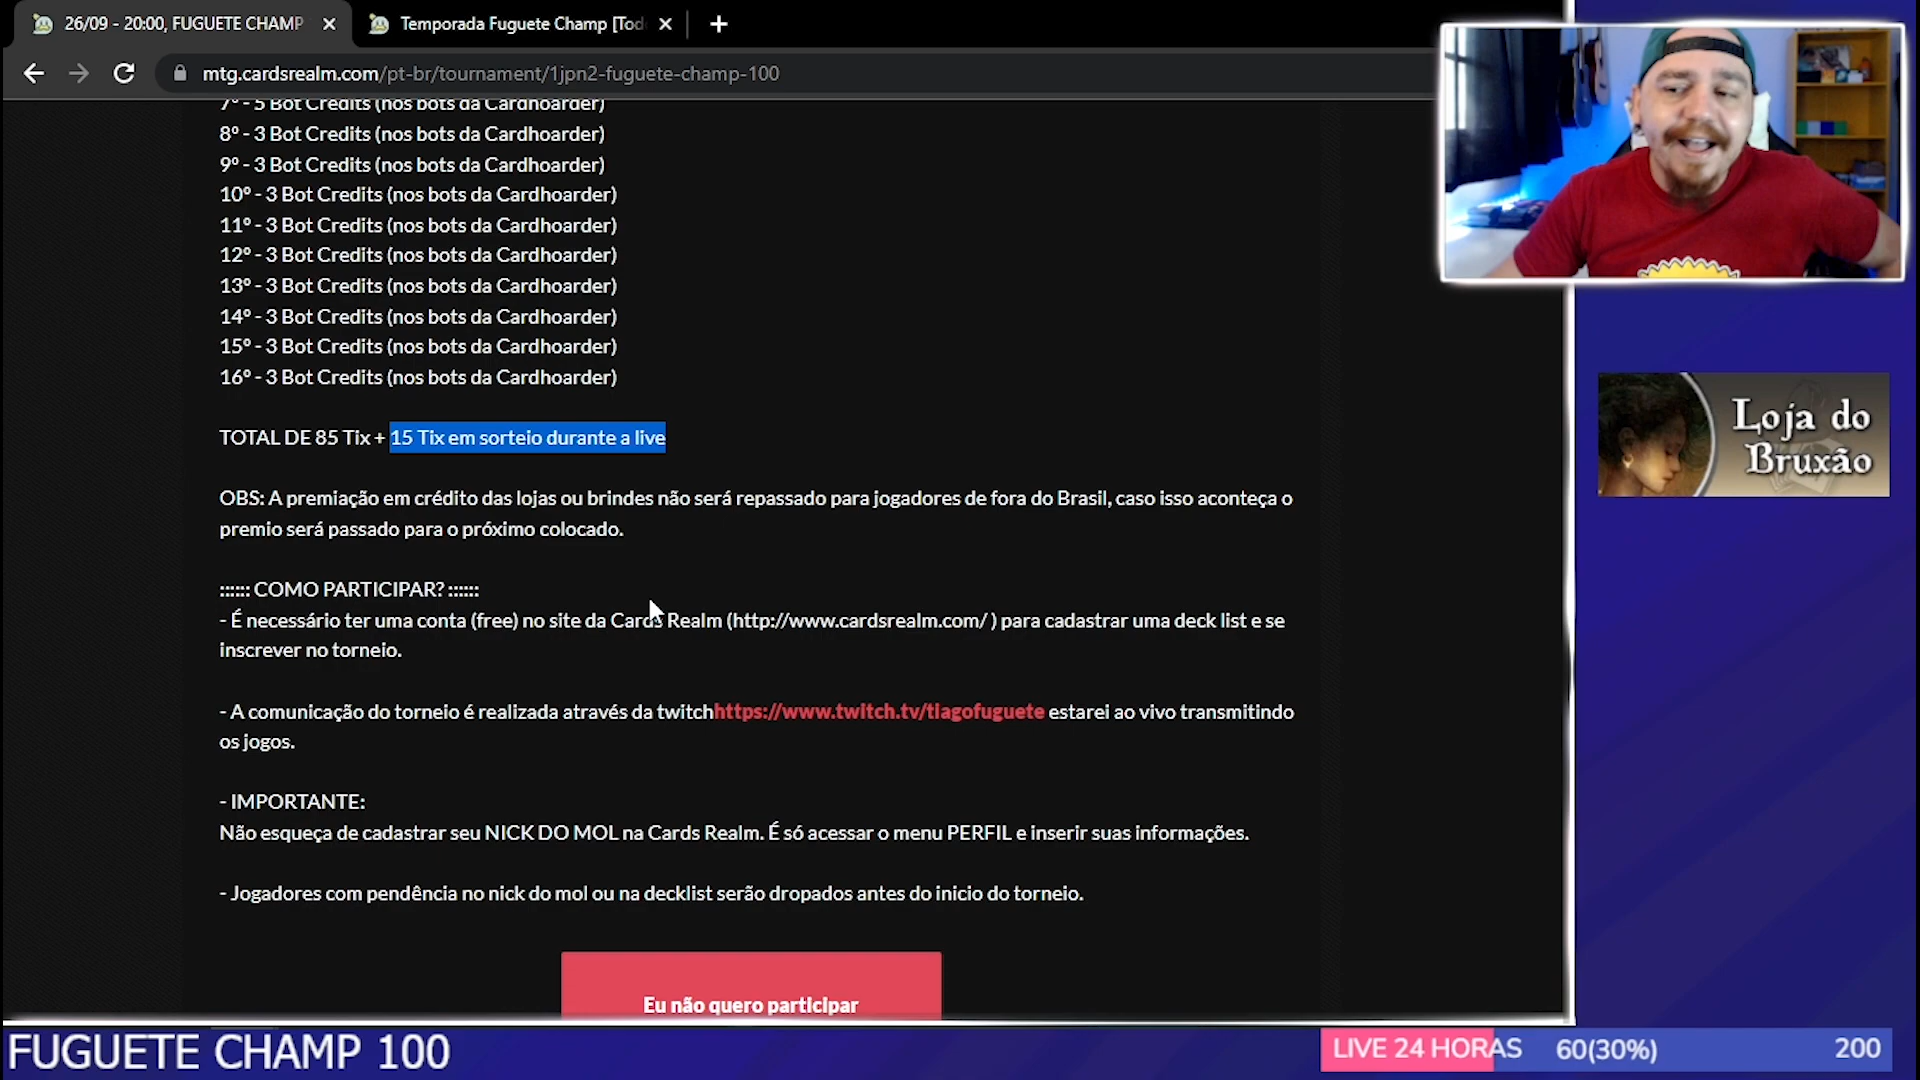 26/09 - 20:00, FUGUETE CHAMP
Temporada Fuguete Champ [Tod
mtg.cardsrealm.com/pt-br/tournament/1jpn2-fuguete-champ-100
7º - 5 Bot Credits (nos bots da Cardhoarder)
8º - 3 Bot Credits (nos bots da Cardhoarder)
9º - 3 Bot Credits (nos bots da Cardhoarder)
10º - 3 Bot Credits (nos bots da Cardhoarder)
11º - 3 Bot Credits (nos bots da Cardhoarder)
12º - 3 Bot Credits (nos bots da Cardhoarder)
13º - 3 Bot Credits (nos bots da Cardhoarder)
14º - 3 Bot Credits (nos bots da Cardhoarder)
15º - 3 Bot Credits (nos bots da Cardhoarder)
16º - 3 Bot Credits (nos bots da Cardhoarder)
TOTAL DE 85 Tix + 15 Tix em sorteio durante a live
OBS: A premiação em crédito das lojas ou brindes não será repassado para jogadores de fora do Brasil, caso isso aconteça o
premio será passado para o próximo colocado.
:::::: COMO PARTICIPAR? ::::::
- É necessário ter uma conta (free) no site da Cards Realm (http://www.cardsrealm.com/ ) para cadastrar uma deck list e se
inscrever no torneio.
- A comunicação do torneio é realizada através da twitchhttps://www.twitch.tv/tiagofuguete estarei ao vivo transmitindo
os jogos.
- IMPORTANTE:
Não esqueça de cadastrar seu NICK DO MOL na Cards Realm. É só acessar o menu PERFIL e inserir suas informações.
- Jogadores com pendência no nick do mol ou na decklist serão dropados antes do inicio do torneio.
Eu não quero participar
Loja do
Bruxão
FUGUETE CHAMP 100
LIVE 24 HORAS 60(30%) 200